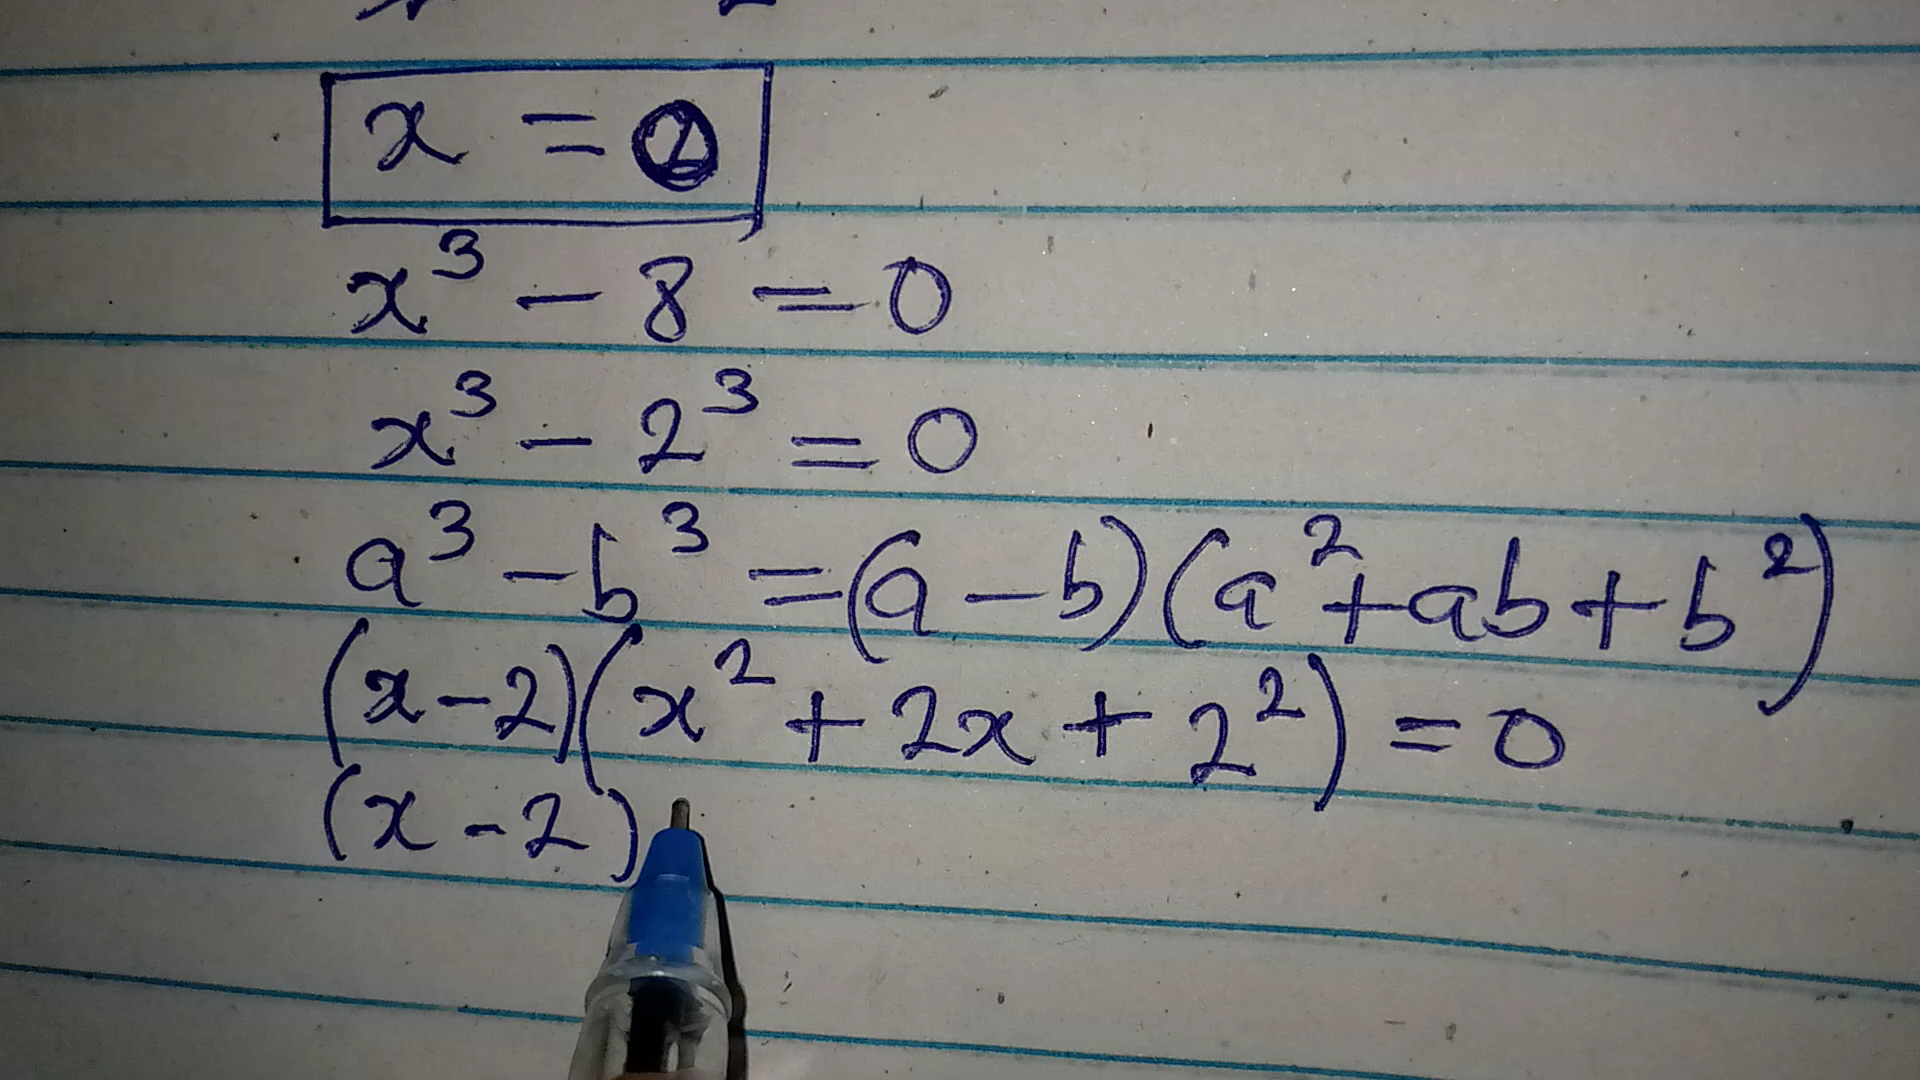 x = 2
x³ - 8 = 0
x³ - 2³ = 0
a³ - b³ = (a - b)(a² + ab + b²)
(x - 2)(x² + 2x + 2²) = 0
(x - 2)